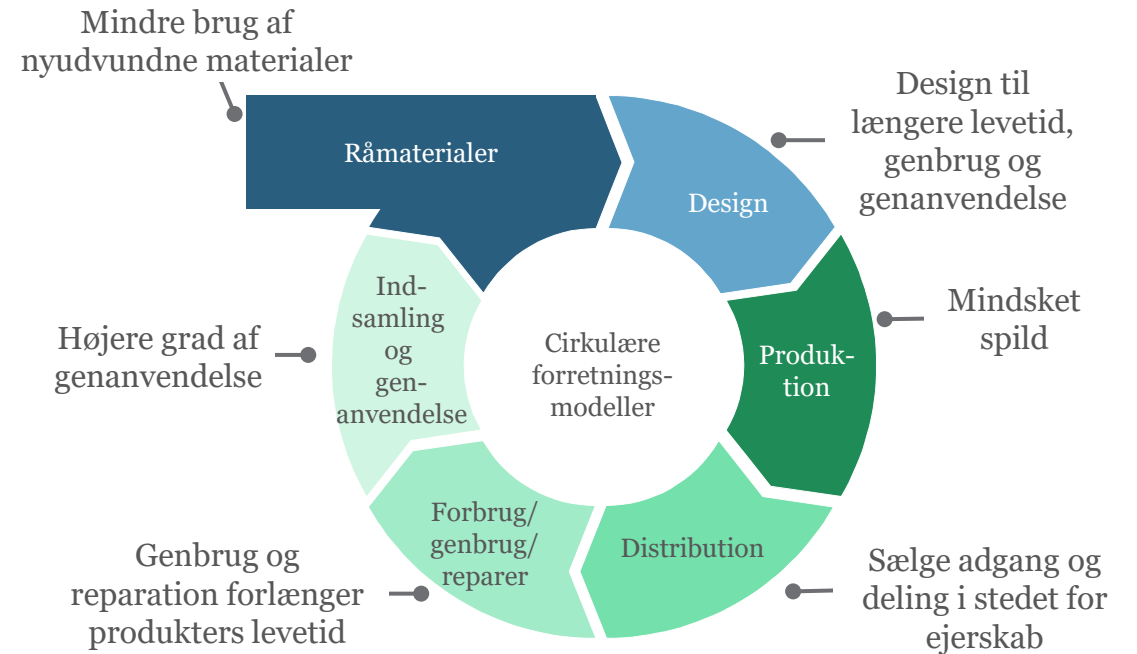 Mindre brug af
nyudvundne materialer
Råmaterialer
Design
Design til
længere levetid,
genbrug og
genanvendelse
Produk-
tion
Mindsket
spild
Distribution
Sælge adgang og
deling i stedet for
ejerskab
Forbrug/
genbrug/
reparer
Genbrug og
reparation forlænger
produkters levetid
Ind-
samling
og
gen-
anvendelse
Højere grad af
genanvendelse
Cirkulære
forretnings-
modeller